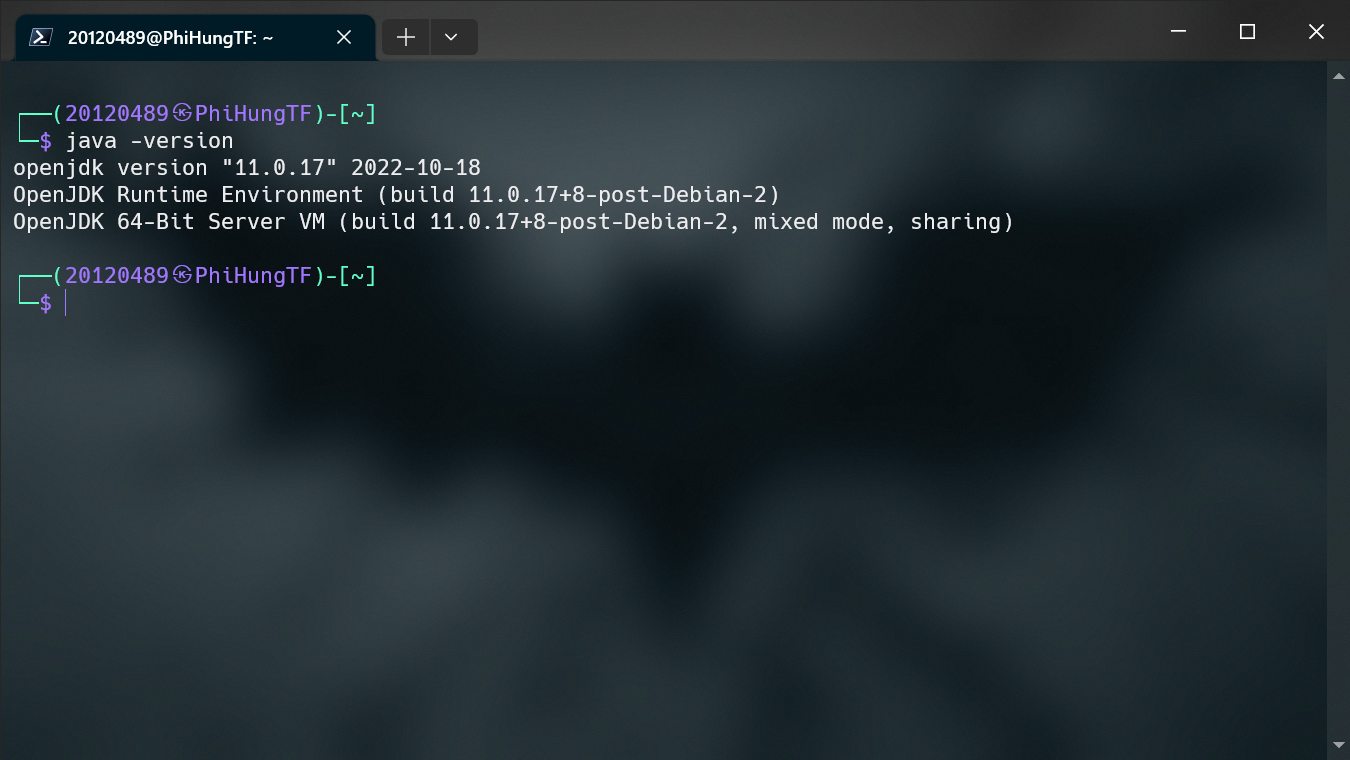 20120489@PhiHungTF: ~
┌──(20120489㉿PhiHungTF)-[~]
└─$ java -version
openjdk version "11.0.17" 2022-10-18
OpenJDK Runtime Environment (build 11.0.17+8-post-Debian-2)
OpenJDK 64-Bit Server VM (build 11.0.17+8-post-Debian-2, mixed mode, sharing)
┌──(20120489㉿PhiHungTF)-[~]
└─$